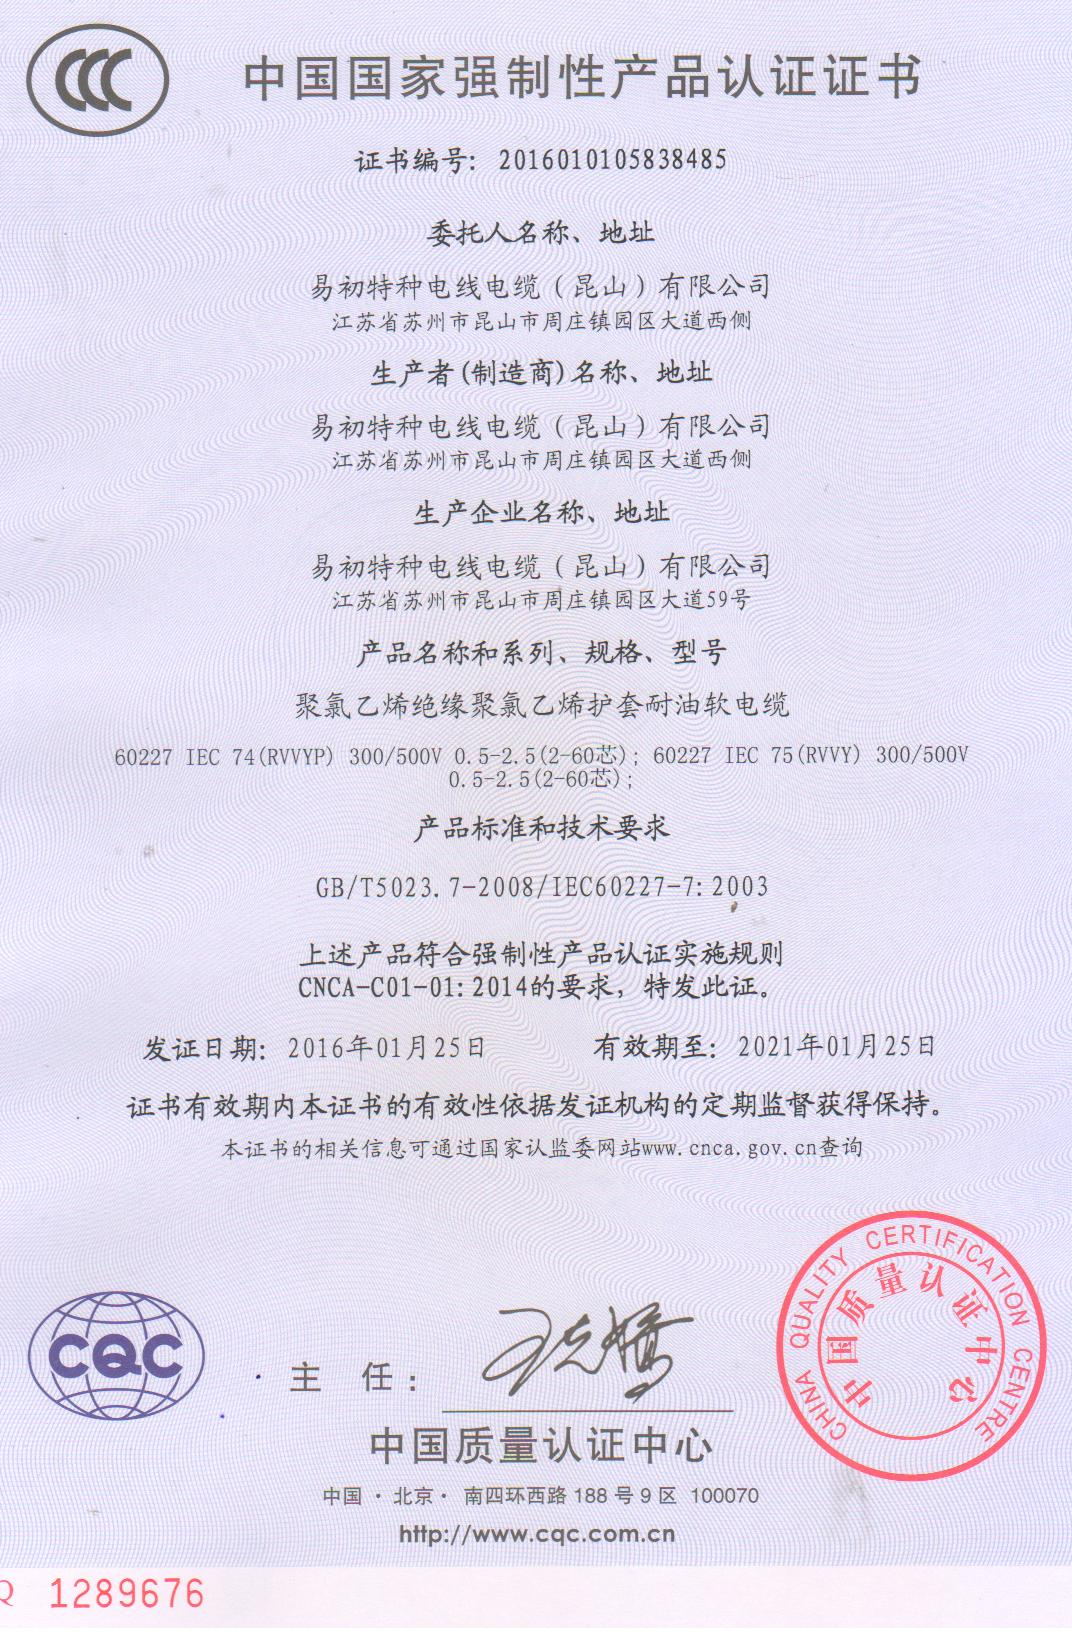 CCC
中国国家强制性产品认证证书
证书编号: 2016010105838485
委托人名称、地址
易初特种电线电缆（昆山）有限公司
江苏省苏州市昆山市周庄镇园区大道西侧
生产者(制造商)名称、地址
易初特种电线电缆（昆山）有限公司
江苏省苏州市昆山市周庄镇园区大道西侧
生产企业名称、地址
易初特种电线电缆（昆山）有限公司
江苏省苏州市昆山市周庄镇园区大道59号
产品名称和系列、规格、型号
聚氯乙烯绝缘聚氯乙烯护套耐油软电缆
60227 IEC 74(RVVYP) 300/500V 0.5-2.5(2-60芯); 60227 IEC 75(RVVY) 300/500V
0.5-2.5(2-60芯);
产品标准和技术要求
GB/T5023.7-2008/IEC60227-7:2003
上述产品符合强制性产品认证实施规则
CNCA-C01-01:2014的要求，特发此证。
发证日期: 2016年01月25日 有效期至: 2021年01月25日
证书有效期内本证书的有效性依据发证机构的定期监督获得保持。
本证书的相关信息可通过国家认监委网站www.cnca.gov.cn查询
CQC
主 任：
CHINA QUALITY CERTIFICATION CENTRE
中国质量认证中心
中国质量认证中心
中国·北京·南四环西路 188 号 9 区 100070
http://www.cqc.com.cn
Q 1289676